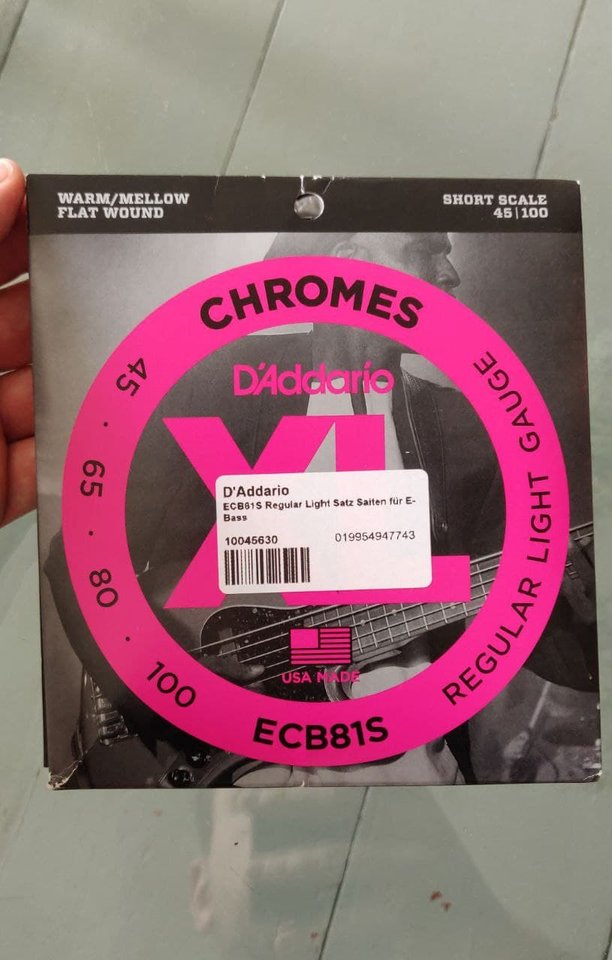 WARM/MELLOW
FLAT WOUND
SHORT SCALE
45 | 100
CHROMES
45 · 65 · 80 · 100
REGULAR LIGHT GAUGE
D'Addario
XL
D'Addario
ECB81S Regular Light Satz Saiten für E-
Bass
10045630
019954947743
USA MADE
ECB81S